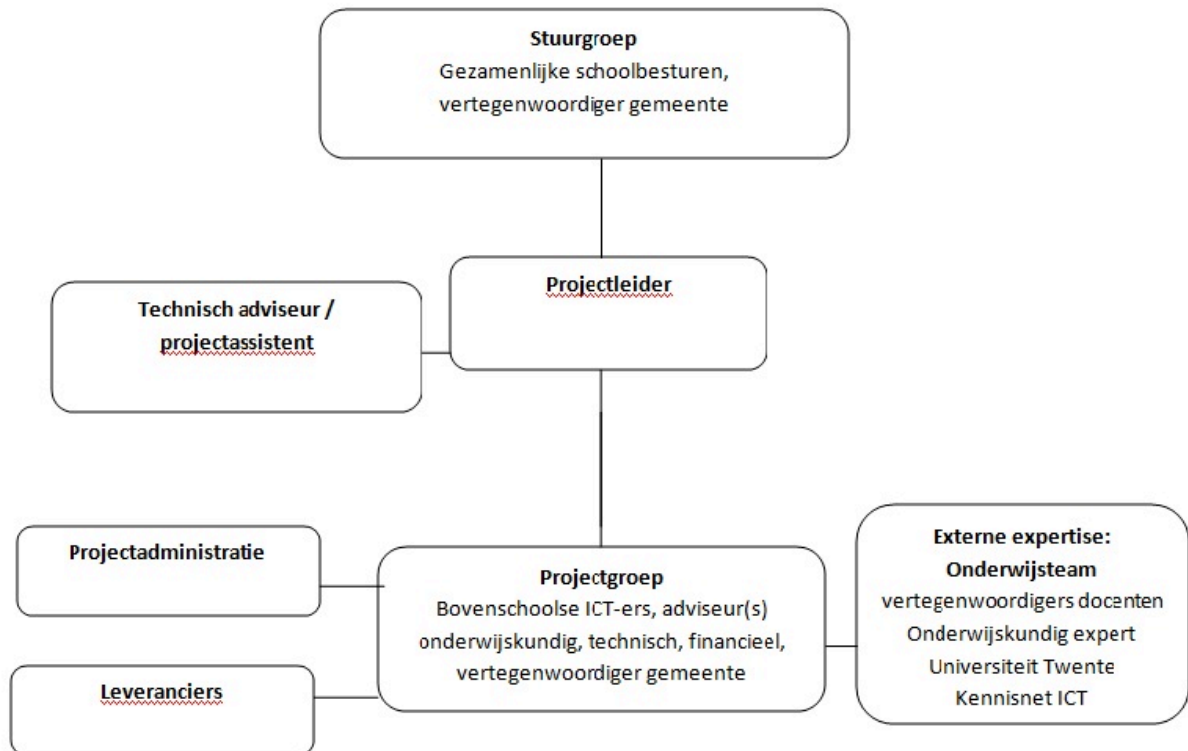 Stuurgroep
Gezamenlijke schoolbesturen,
vertegenwoordiger gemeente
Projectleider
Technisch adviseur /
projectassistent
Projectadministratie
Leveranciers
Projectgroep
Bovenschoolse ICT-ers, adviseur(s)
onderwijskundig, technisch, financieel,
vertegenwoordiger gemeente
Externe expertise:
Onderwijsteam
vertegenwoordigers docenten
Onderwijskundig expert
Universiteit Twente
Kennisnet ICT